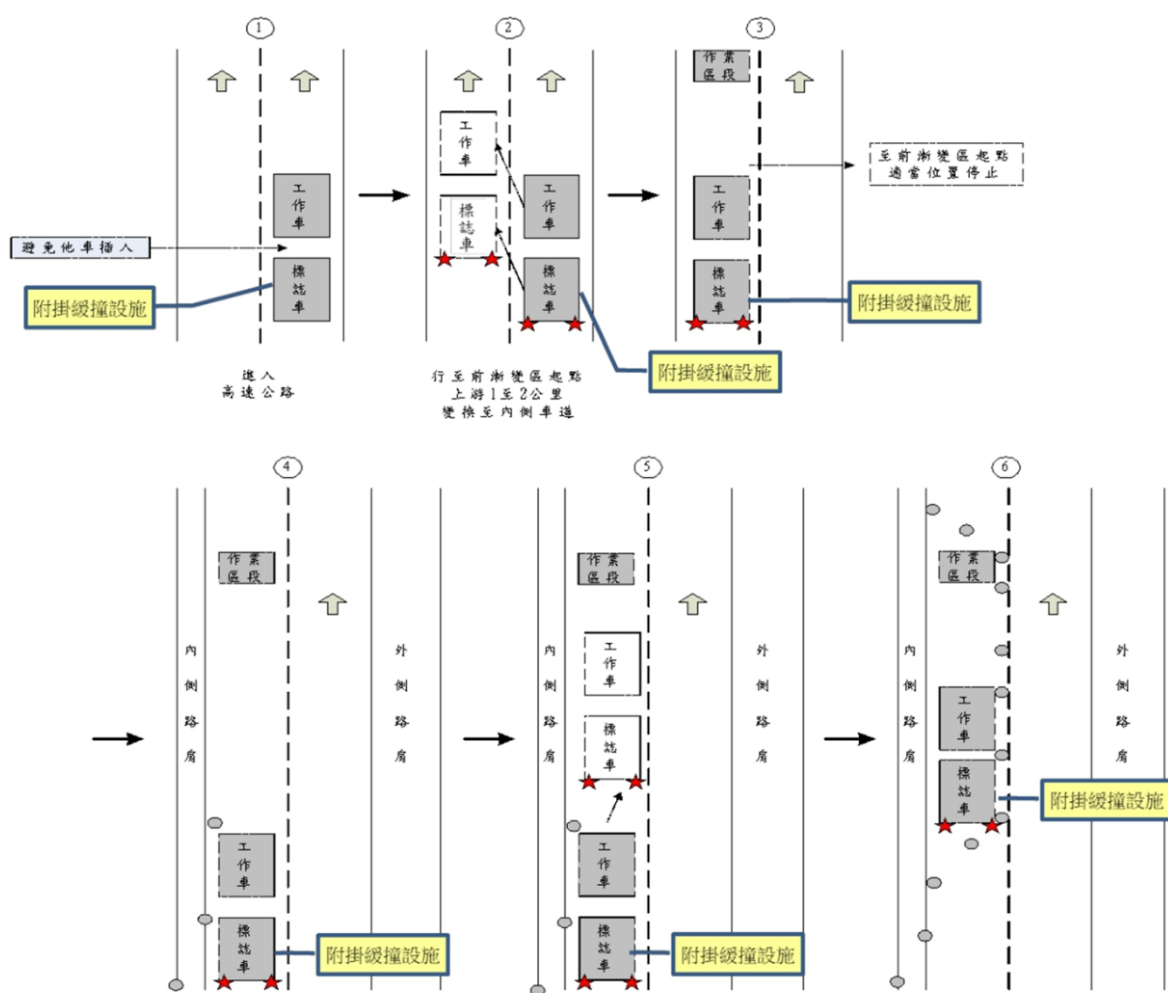 ①
②
③
作業
區段
工作車
標誌車
避免他車插入
附掛緩撞設施
進入
高速公路
工作車
標誌車
工作車
標誌車
附掛緩撞設施
行至前漸變區起點
上游1至2公里
變換至內側車道
工作車
標誌車
至前漸變區起點
適當位置停止
附掛緩撞設施
④
⑤
⑥
作業
區段
內側路肩
外側路肩
工作車
標誌車
附掛緩撞設施
作業
區段
內側路肩
外側路肩
工作車
標誌車
工作車
標誌車
附掛緩撞設施
作業
區段
內側路肩
外側路肩
工作車
標誌車
附掛緩撞設施